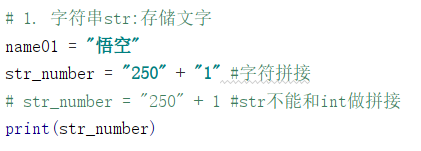 # 1. 字符串str:存储文字
name01 = "悟空"
str_number = "250" + "1" #字符拼接
# str_number = "250" + 1 #str不能和int做拼接
print(str_number)